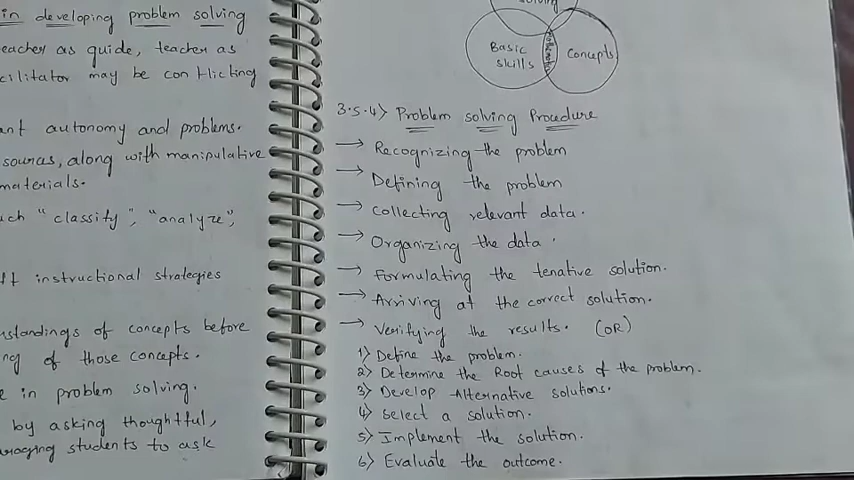 in developing problem solving
teacher as guide, teacher as
cilitator may be conflicting
ant autonomy and problems.
sources, along with manipulative
materials.
such "classify", "analyze",
instructional strategies
standings of concepts before
ng of those concepts.
e in problem solving.
by asking thoughtful,
students to ask
Solving
Basic
skills
Concepts
3.5.4) Problem solving Procedure
→ Recognizing the problem
→ Defining the problem
→ Collecting relevant data.
→ Organizing the data.
→ Formulating the tenative solution.
→ Arriving at the correct solution.
→ Verifying the results. (OR)
1) Define the problem.
2) Determine the Root causes of the problem.
3) Develop Alternative solutions.
4) Select a solution.
5) Implement the solution.
6) Evaluate the outcome.